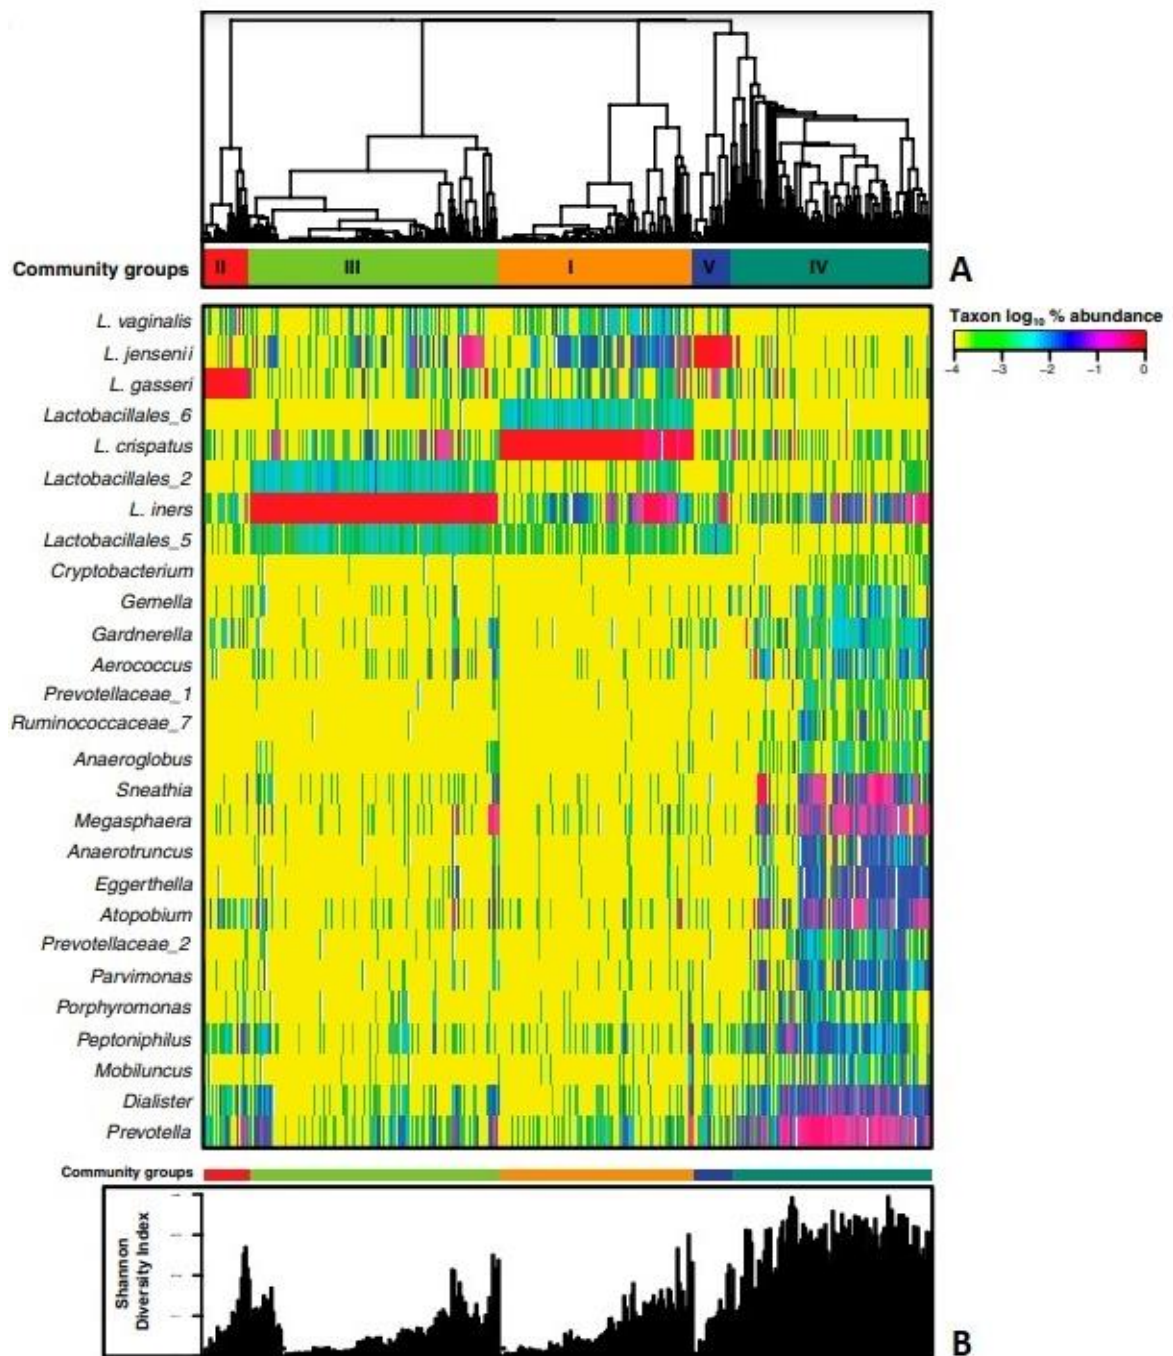 Community groups II III I V IV A
Taxon log₁₀ % abundance
-4 -3 -2 -1 0
L. vaginalis
L. jensenii
L. gasseri
Lactobacillales_6
L. crispatus
Lactobacillales_2
L. iners
Lactobacillales_5
Cryptobacterium
Gemella
Gardnerella
Aerococcus
Prevotellaceae_1
Ruminococcaceae_7
Anaeroglobus
Sneathia
Megasphaera
Anaerotruncus
Eggerthella
Atopobium
Prevotellaceae_2
Parvimonas
Porphyromonas
Peptoniphilus
Mobiluncus
Dialister
Prevotella
Community groups
Shannon
Diversity Index
B